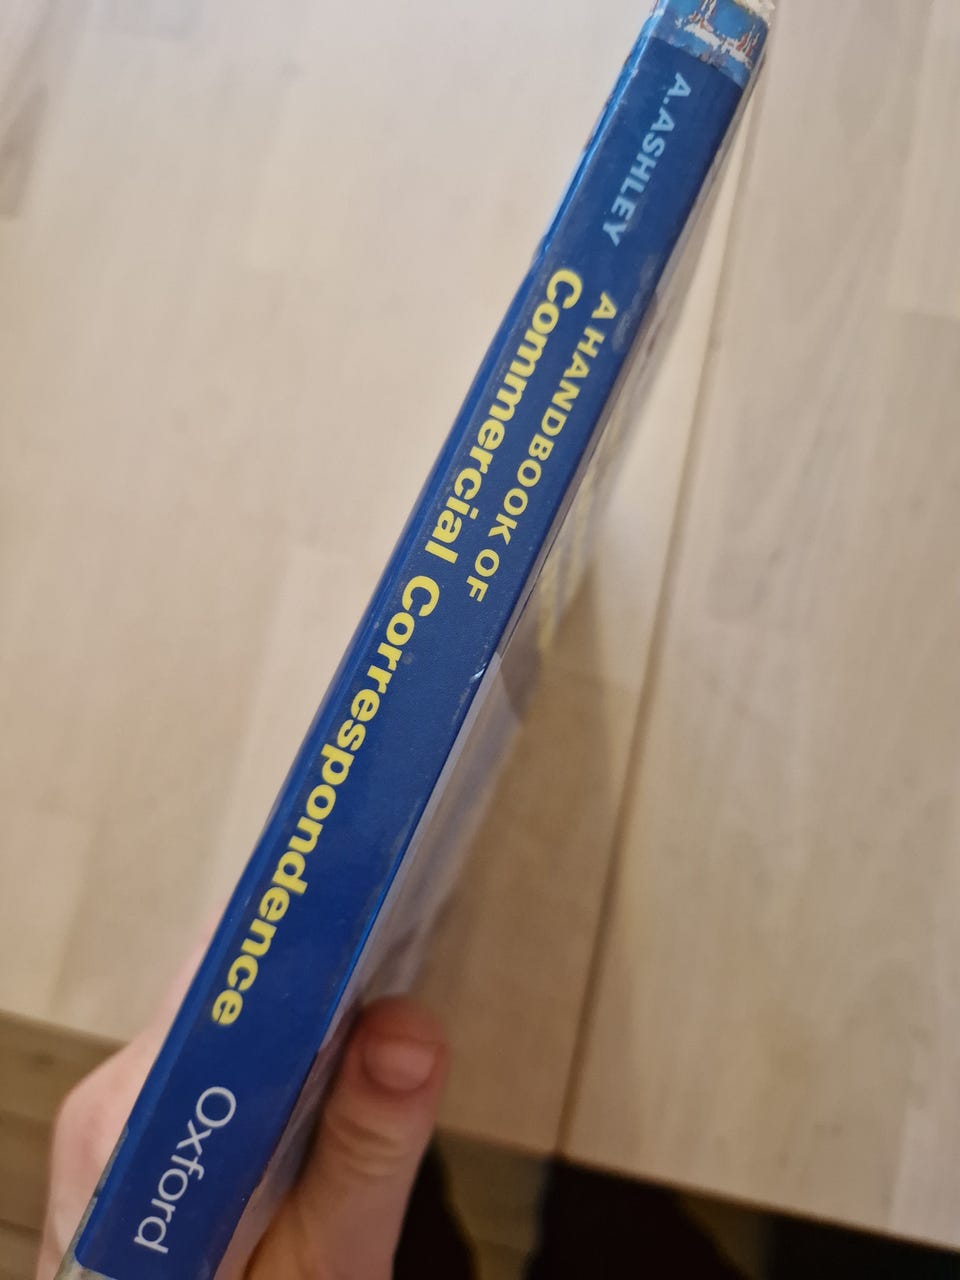 A.ASHLEY
A HANDBOOK OF
Commercial Correspondence
Oxford